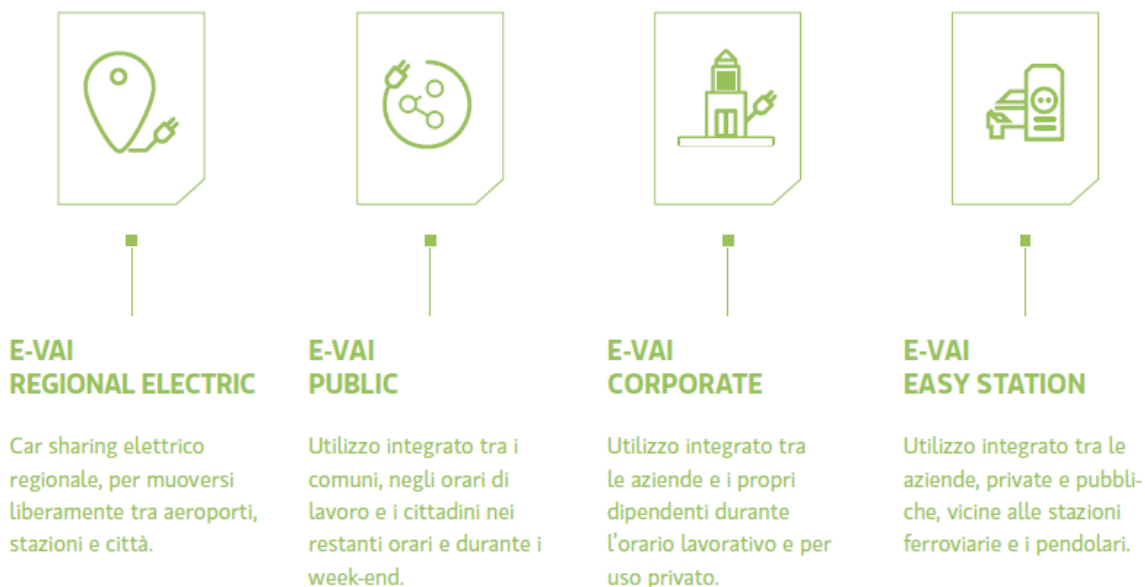 E-VAI
REGIONAL ELECTRIC
Car sharing elettrico
regionale, per muoversi
liberamente tra aeroporti,
stazioni e città.
E-VAI
PUBLIC
Utilizzo integrato tra i
comuni, negli orari di
lavoro e i cittadini nei
restanti orari e durante i
week-end.
E-VAI
CORPORATE
Utilizzo integrato tra
le aziende e i propri
dipendenti durante
l'orario lavorativo e per
uso privato.
E-VAI
EASY STATION
Utilizzo integrato tra le
aziende, private e pubbli-
che, vicine alle stazioni
ferroviarie e i pendolari.